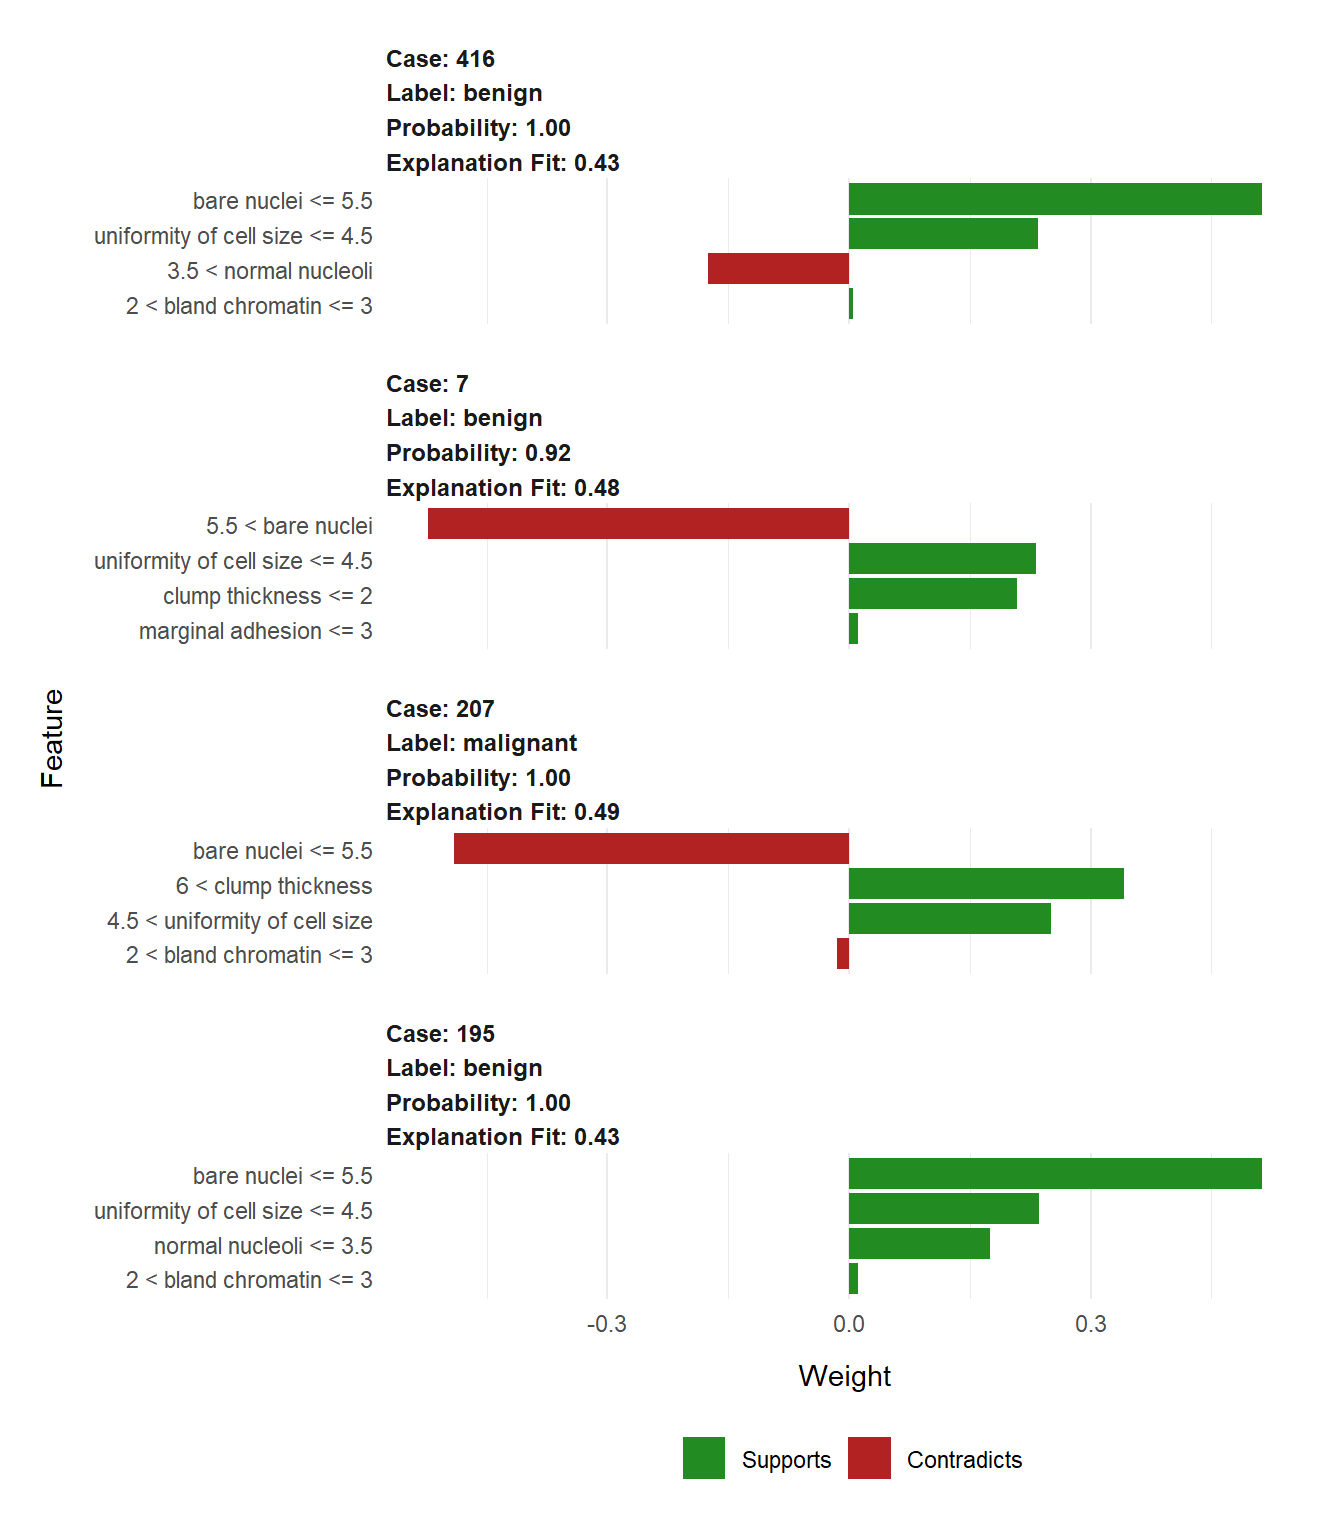 Case: 416
Label: benign
Probability: 1.00
Explanation Fit: 0.43
bare nuclei <= 5.5
uniformity of cell size <= 4.5
3.5 < normal nucleoli
2 < bland chromatin <= 3
Case: 7
Label: benign
Probability: 0.92
Explanation Fit: 0.48
5.5 < bare nuclei
uniformity of cell size <= 4.5
clump thickness <= 2
marginal adhesion <= 3
Feature
Case: 207
Label: malignant
Probability: 1.00
Explanation Fit: 0.49
bare nuclei <= 5.5
6 < clump thickness
4.5 < uniformity of cell size
2 < bland chromatin <= 3
Case: 195
Label: benign
Probability: 1.00
Explanation Fit: 0.43
bare nuclei <= 5.5
uniformity of cell size <= 4.5
normal nucleoli <= 3.5
2 < bland chromatin <= 3
-0.3 0.0 0.3
Weight
Supports Contradicts